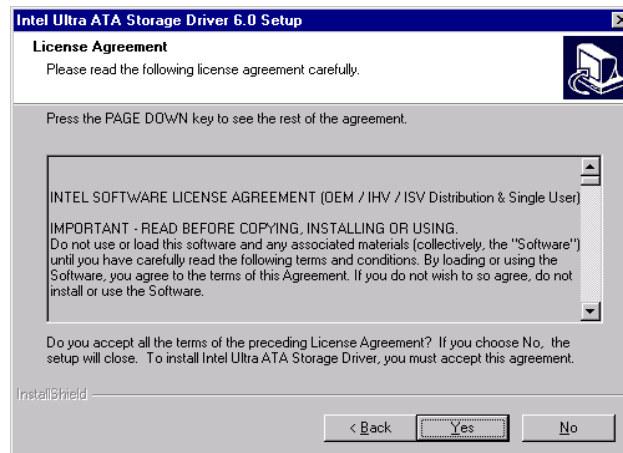 Intel Ultra ATA Storage Driver 6.0 Setup
License Agreement
Please read the following license agreement carefully.
Press the PAGE DOWN key to see the rest of the agreement.
INTEL SOFTWARE LICENSE AGREEMENT (OEM / IHV / ISV Distribution & Single User)
IMPORTANT - READ BEFORE COPYING, INSTALLING OR USING.
Do not use or load this software and any associated materials (collectively, the "Software")
until you have carefully read the following terms and conditions. By loading or using the
Software, you agree to the terms of this Agreement. If you do not wish to so agree, do not
install or use the Software.
Do you accept all the terms of the preceding License Agreement? If you choose No, the
setup will close. To install Intel Ultra ATA Storage Driver, you must accept this agreement.
InstallShield
< Back Yes No